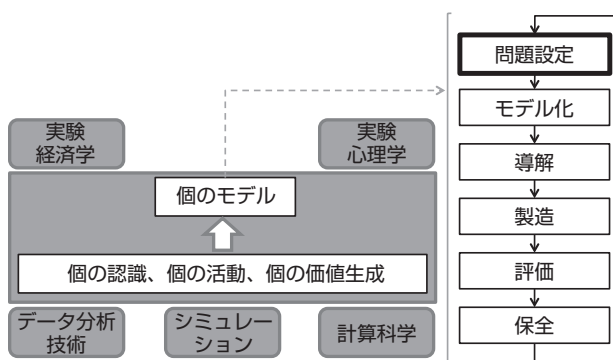 問題設定
モデル化
導解
製造
評価
保全
実験
経済学
実験
心理学
個のモデル
個の認識、個の活動、個の価値生成
データ分析
技術
シミュレー
ション
計算科学